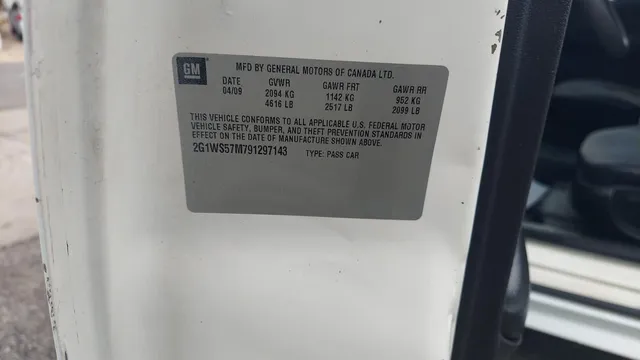 GM
MFD BY GENERAL MOTORS OF CANADA LTD.
DATE GVWR GAWR FRT GAWR RR
04/09 2094 KG 1142 KG 952 KG
4616 LB 2517 LB 2099 LB
THIS VEHICLE CONFORMS TO ALL APPLICABLE U.S. FEDERAL MOTOR
VEHICLE SAFETY, BUMPER, AND THEFT PREVENTION STANDARDS IN
EFFECT ON THE DATE OF MANUFACTURE SHOWN ABOVE.
2G1WS57M791297143 TYPE: PASS CAR